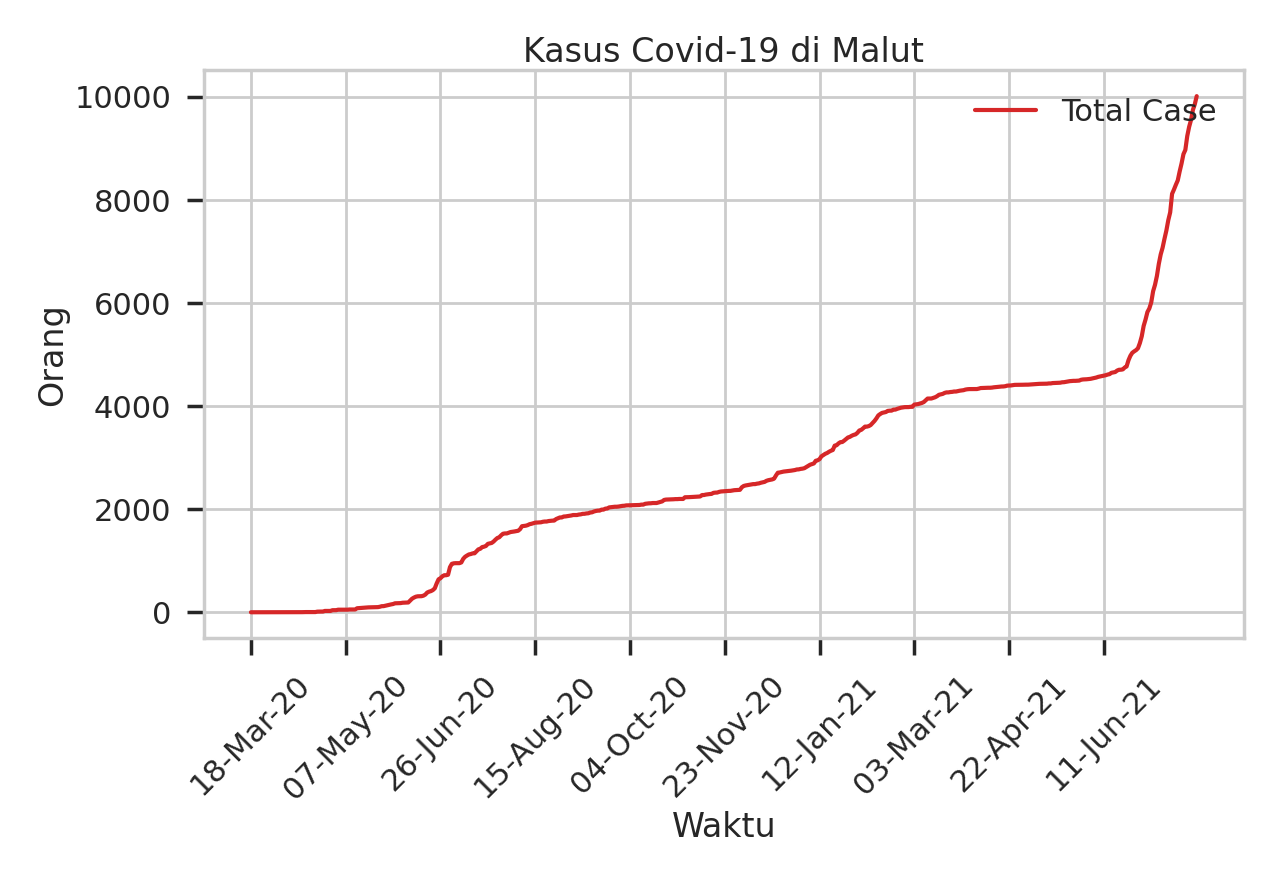 Kasus Covid-19 di Malut
Total Case
10000
8000
6000
4000
2000
0
Orang
18-Mar-20
07-May-20
26-Jun-20
15-Aug-20
04-Oct-20
23-Nov-20
12-Jan-21
03-Mar-21
22-Apr-21
11-Jun-21
Waktu